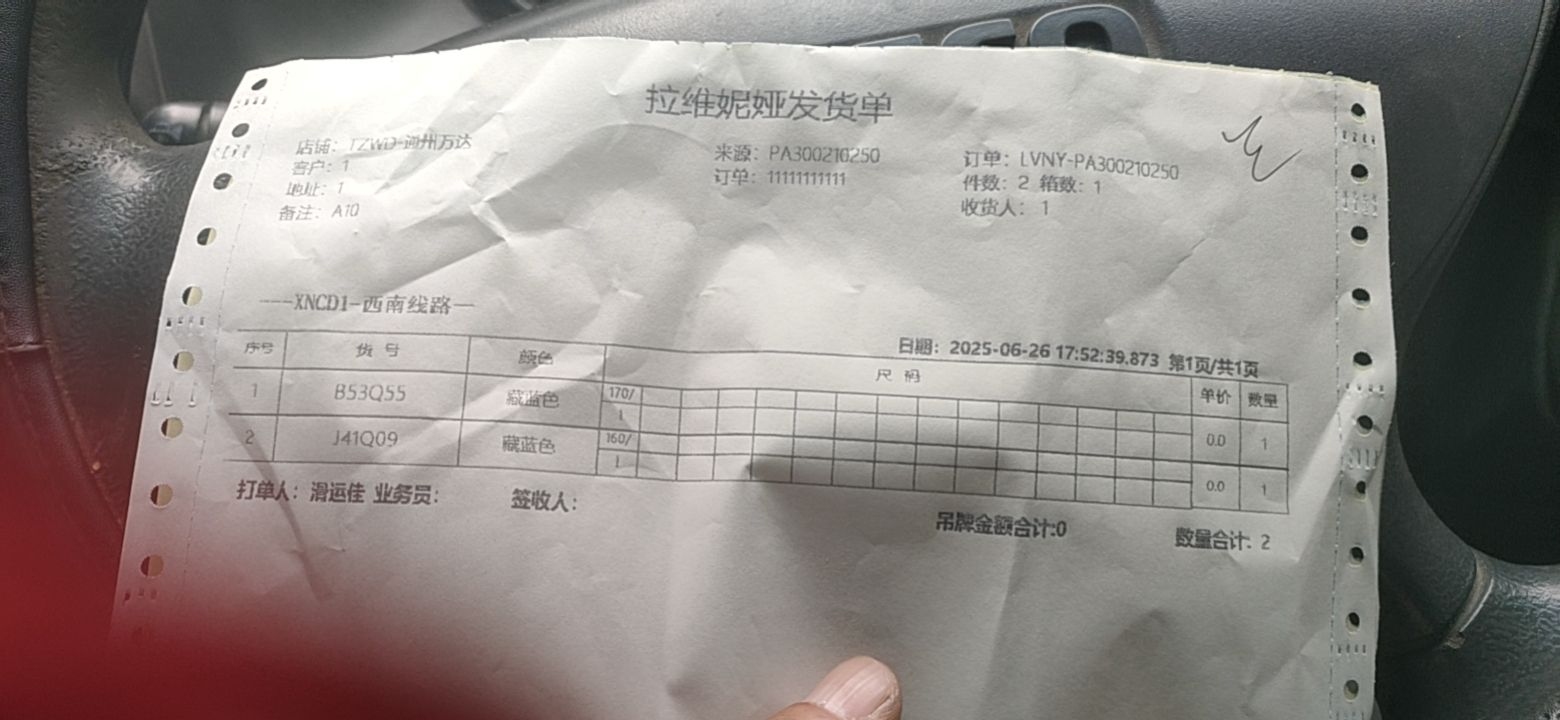 拉维妮娅发货单
店铺：TZWD-通州万达
客户：1
地址：1
备注：A10
来源：PA300210250
订单：11111111111
订单：LVNY-PA300210250
件数：2 箱数：1
收货人：1
---XNCD1-西南线路—
日期：2025-06-26 17:52:39.873 第1页/共1页
序号 货号 颜色 尺码 单价 数量
1 B53Q55 藏蓝色 170/ 0.0 1
L 1
2 J41Q09 藏蓝色 160/ 0.0 1
L 1
打单人：滑运佳 业务员： 签收人：
吊牌金额合计:0 数量合计: 2